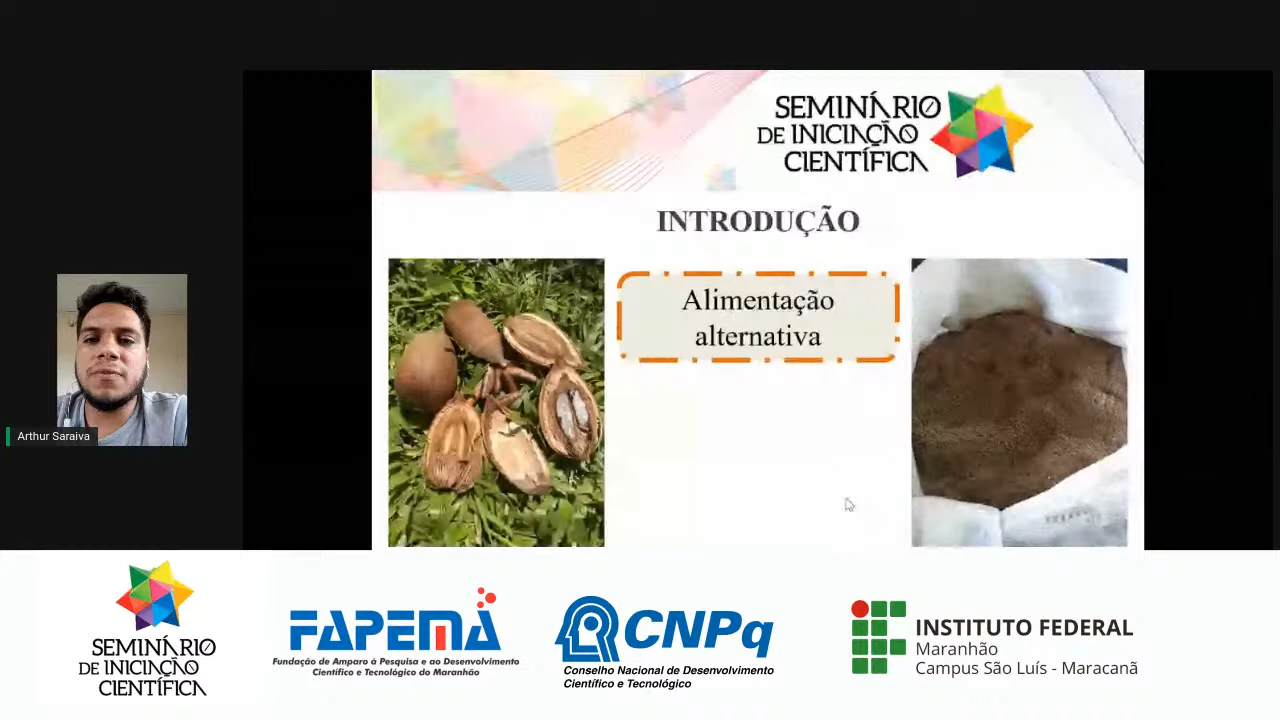 SEMINÁRIO
DE INICIAÇÃO
CIENTÍFICA
INTRODUÇÃO
Alimentação
alternativa
Arthur Saraiva
SEMINÁRIO
DE INICIAÇÃO
CIENTÍFICA
FAPEMA
Fundação de Amparo à Pesquisa e ao Desenvolvimento
Científico e Tecnológico do Maranhão
CNPq
Conselho Nacional de Desenvolvimento
Científico e Tecnológico
INSTITUTO FEDERAL
Maranhão
Campus São Luís - Maracanã